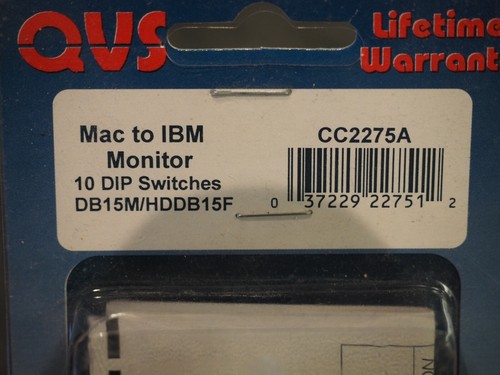 QVS
Lifetime
Warrant
Mac to IBM
Monitor
10 DIP Switches
DB15M/HDDB15F
CC2275A
0 37229 22751 2